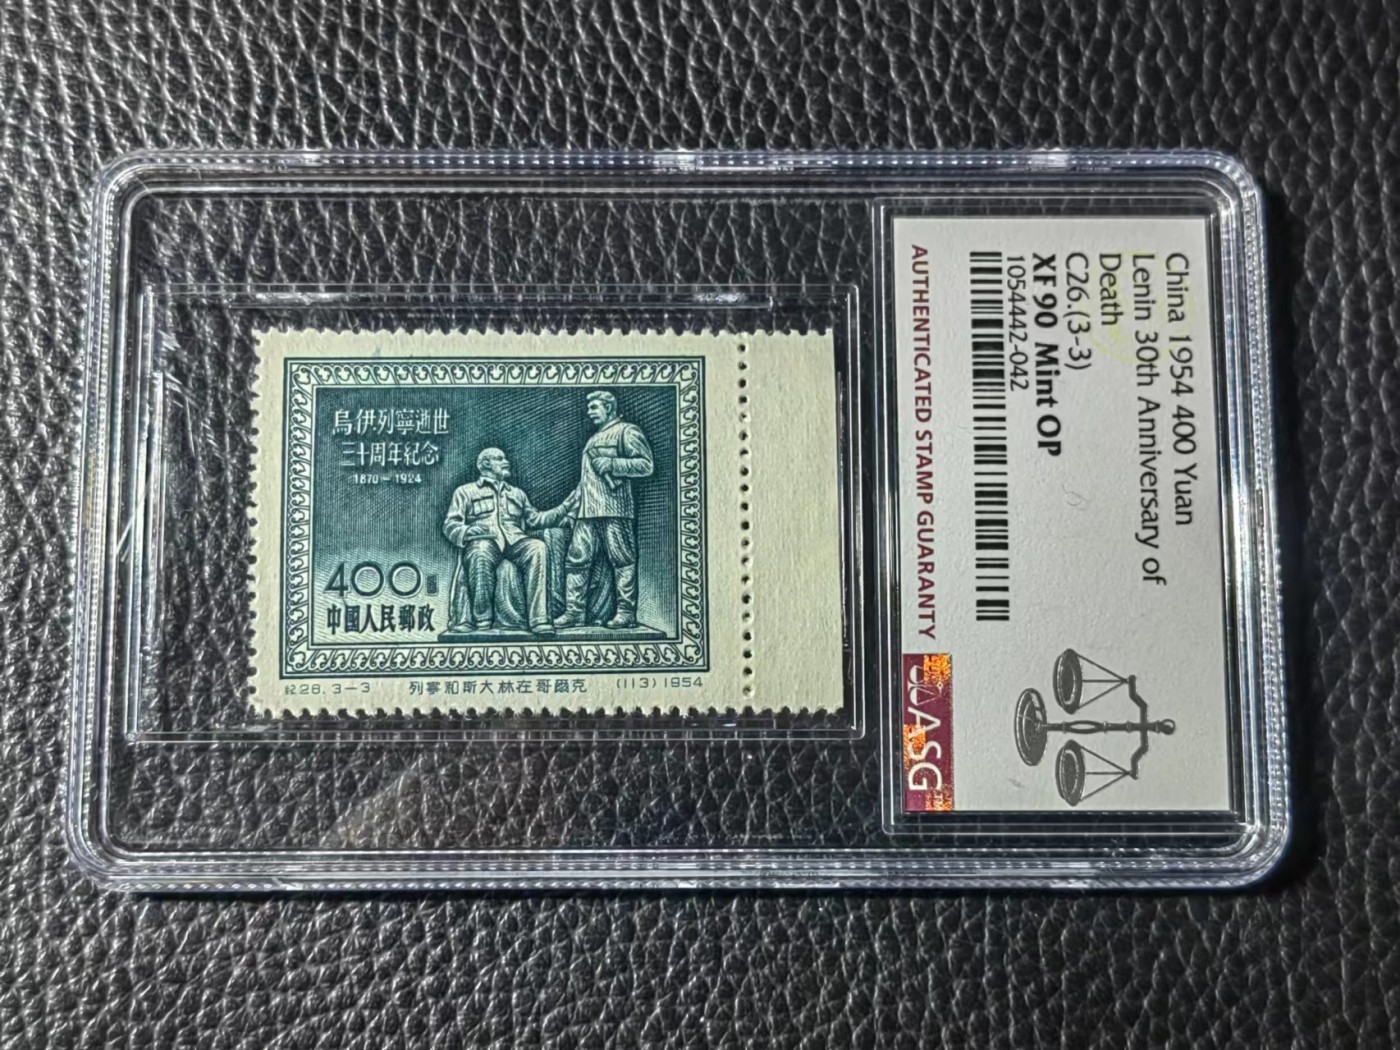 烏·伊·列寧逝世
三十周年紀念
1870－1924
400圓
中國人民郵政
紀26.3－3
列寧和斯大林在哥爾克
(113)1954
China 1954 400 Yuan
Lenin 30th Anniversary of
Death
C26.(3-3)
XF 90 Mint OP
1054442-042
AUTHENTICATED STAMP GUARANTY
ASG